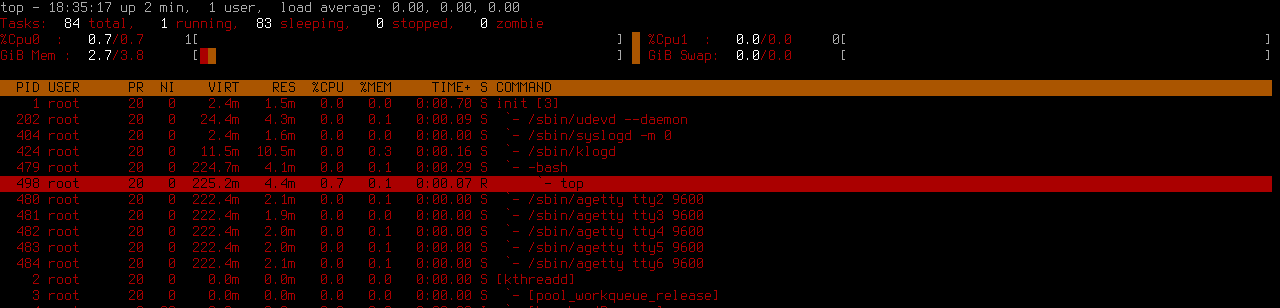 top - 18:35:17 up 2 min,  1 user,  load average: 0.00, 0.00, 0.00
Tasks:  84 total,   1 running,  83 sleeping,   0 stopped,   0 zombie
%Cpu0  :   0.7/0.7     1[                                                    ]   %Cpu1  :   0.0/0.0     0[                                                    ]
GiB Mem :  2.7/3.8      [                                                    ]   GiB Swap:  0.0/0.0      [                                                    ]
  PID USER      PR  NI    VIRT    RES  %CPU  %MEM     TIME+ S COMMAND
    1 root      20   0    2.4m   1.5m   0.0   0.0   0:00.70 S init [3]
  202 root      20   0   24.4m   4.3m   0.0   0.1   0:00.09 S  `- /sbin/udevd --daemon
  404 root      20   0    2.4m   1.6m   0.0   0.0   0:00.00 S  `- /sbin/syslogd -m 0
  424 root      20   0   11.5m  10.5m   0.0   0.3   0:00.16 S  `- /sbin/klogd
  479 root      20   0  224.7m   4.1m   0.0   0.1   0:00.29 S  `- -bash
  498 root      20   0  225.2m   4.4m   0.7   0.1   0:00.07 R      `- top
  480 root      20   0  222.4m   2.1m   0.0   0.1   0:00.00 S  `- /sbin/agetty tty2 9600
  481 root      20   0  222.4m   1.9m   0.0   0.0   0:00.00 S  `- /sbin/agetty tty3 9600
  482 root      20   0  222.4m   2.0m   0.0   0.1   0:00.00 S  `- /sbin/agetty tty4 9600
  483 root      20   0  222.4m   2.0m   0.0   0.1   0:00.00 S  `- /sbin/agetty tty5 9600
  484 root      20   0  222.4m   2.1m   0.0   0.1   0:00.00 S  `- /sbin/agetty tty6 9600
    2 root      20   0    0.0m   0.0m   0.0   0.0   0:00.00 S [kthreadd]
    3 root      20   0    0.0m   0.0m   0.0   0.0   0:00.00 S  `- [pool_workqueue_release]